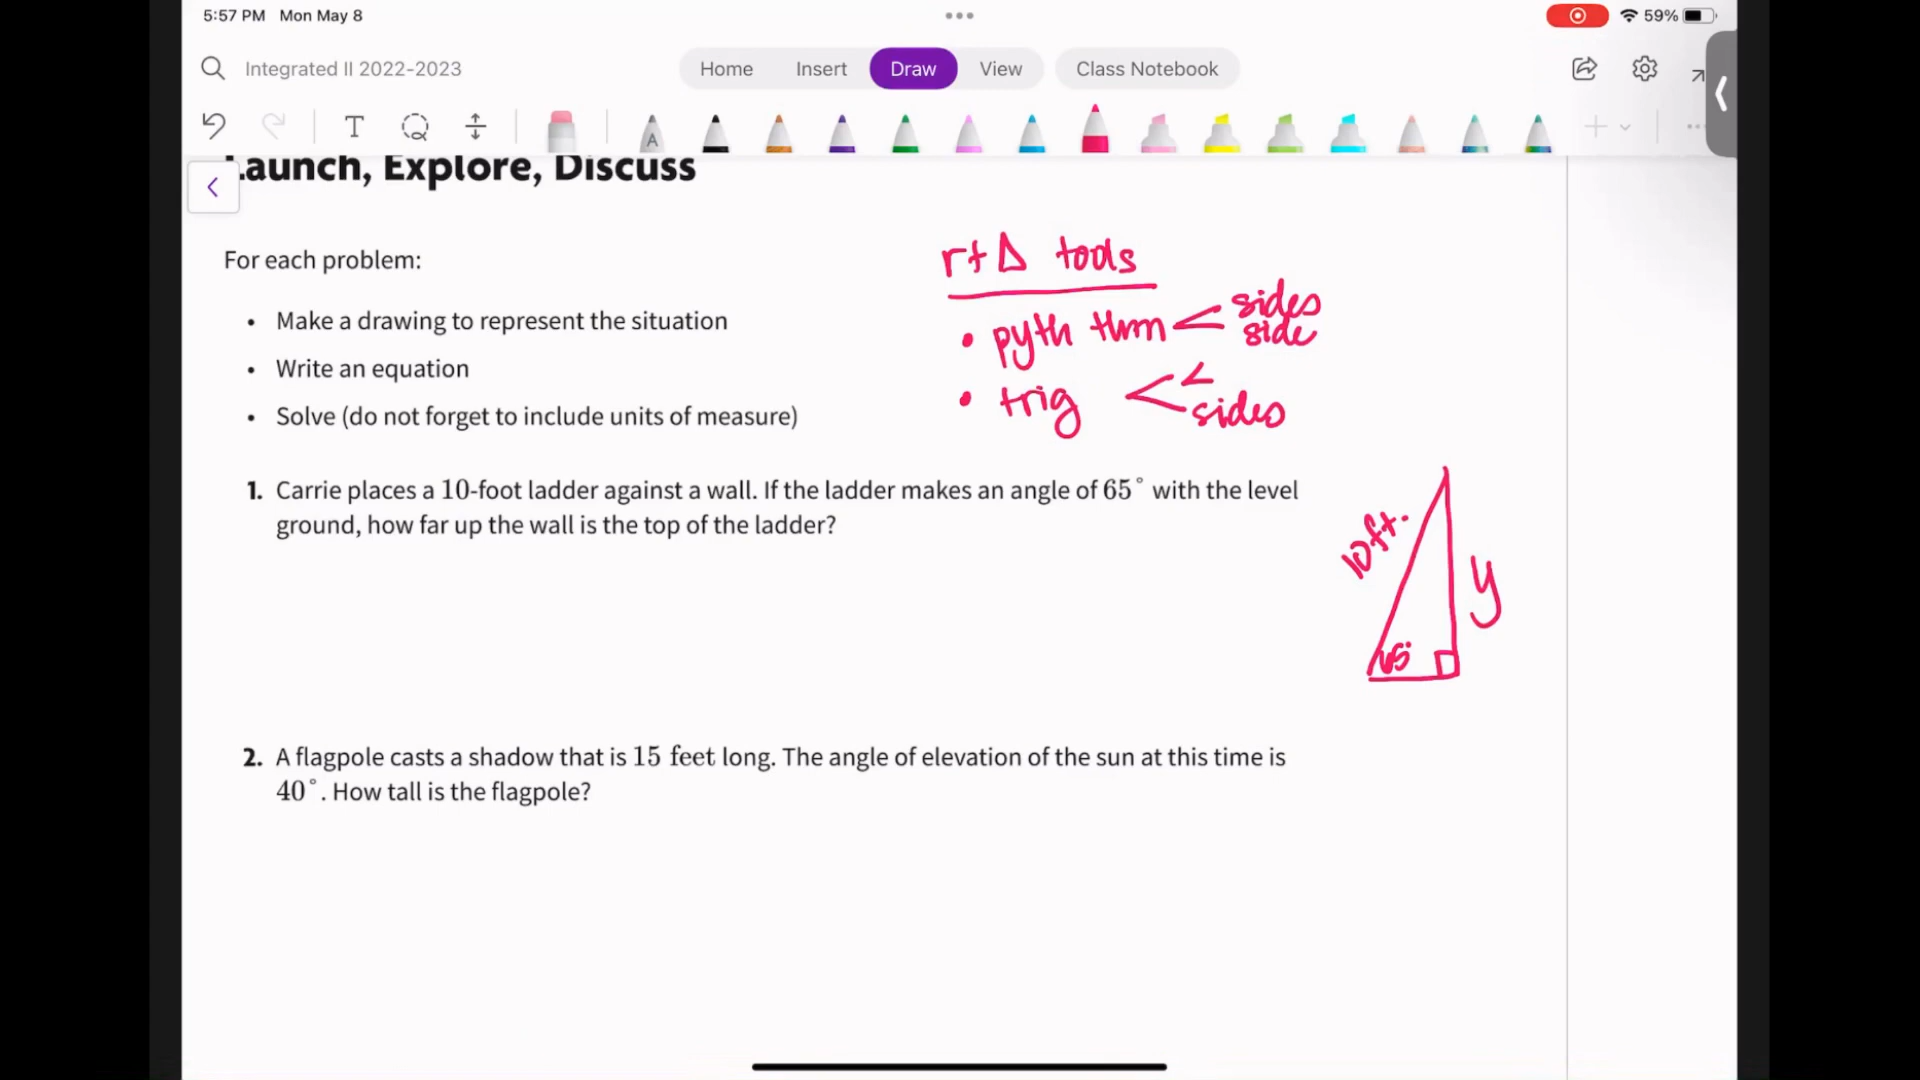 5:57 PM Mon May 8
59%
Integrated II 2022-2023
Home Insert Draw View Class Notebook
T
A
Launch, Explore, Discuss
For each problem:
• Make a drawing to represent the situation
• Write an equation
• Solve (do not forget to include units of measure)
rt Δ tools
• pyth thm < sides
side
• trig < <
sides
1. Carrie places a 10-foot ladder against a wall. If the ladder makes an angle of 65° with the level
ground, how far up the wall is the top of the ladder?
10ft.
y
65°
2. A flagpole casts a shadow that is 15 feet long. The angle of elevation of the sun at this time is
40°. How tall is the flagpole?